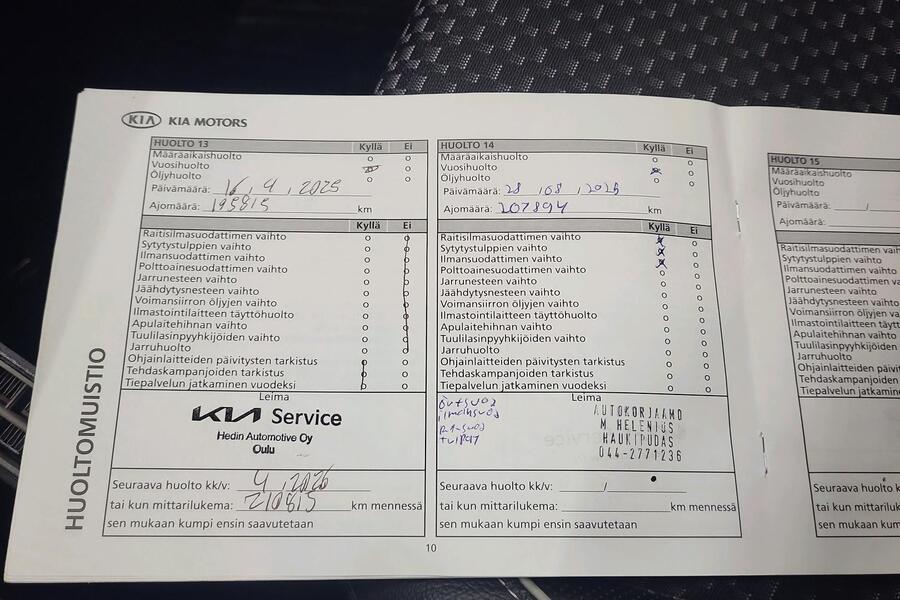 KIA KIA MOTORS
HUOLTO 13 Kyllä Ei
Määräaikaishuolto
Vuosihuolto
Öljyhuolto
Päivämäärä: 16 . 4 . 2025
Ajomäärä: 195815 km
Kyllä Ei
Raitisilmasuodattimen vaihto
Sytytystulppien vaihto
Ilmansuodattimen vaihto
Polttoainesuodattimen vaihto
Jarrunesteen vaihto
Jäähdytysnesteen vaihto
Voimansiirron öljyjen vaihto
Ilmastointilaitteen täyttöhuolto
Apulaitehihnan vaihto
Tuulilasinpyyhkijöiden vaihto
Jarruhuolto
Ohjainlaitteiden päivitysten tarkistus
Tehdaskampanjoiden tarkistus
Tiepalvelun jatkaminen vuodeksi
Leima
KIA Service
Hedin Automotive Oy
Oulu
Seuraava huolto kk/v: 4 , 2026
tai kun mittarilukema: 210815 km mennessä
sen mukaan kumpi ensin saavutetaan
HUOLTO 14 Kyllä Ei
Määräaikaishuolto
Vuosihuolto
Öljyhuolto
Päivämäärä: 28 , 08 , 2025
Ajomäärä: 207894 km
Kyllä Ei
Raitisilmasuodattimen vaihto
Sytytystulppien vaihto
Ilmansuodattimen vaihto
Polttoainesuodattimen vaihto
Jarrunesteen vaihto
Jäähdytysnesteen vaihto
Voimansiirron öljyjen vaihto
Ilmastointilaitteen täyttöhuolto
Apulaitehihnan vaihto
Tuulilasinpyyhkijöiden vaihto
Jarruhuolto
Ohjainlaitteiden päivitysten tarkistus
Tehdaskampanjoiden tarkistus
Tiepalvelun jatkaminen vuodeksi
Leima
ilmansuod
AUTOKORJAAMO
M HELENIUS
HAUKIPUDAS
044-2771236
Seuraava huolto kk/v: /
tai kun mittarilukema: km mennessä
sen mukaan kumpi ensin saavutetaan
HUOLTO 15
Määräaikaishuolto
Vuosihuolto
Öljyhuolto
Päivämäärä: /
Ajomäärä:
Raitisilmasuodattimen
Sytytystulppien vaihto
Ilmansuodattimen vaihto
Polttoainesuodattimen
Jarrunesteen vaihto
Jäähdytysnesteen vaihto
Voimansiirron öljyjen
Ilmastointilaitteen täytt
Apulaitehihnan vaihto
Tuulilasinpyyhkijöiden
Jarruhuolto
Ohjainlaitteiden
Tehdaskampanjoiden
Tiepalvelun jatkaminen
Seuraava huolto k
tai kun mittarilu
sen mukaan kum
HUOLTOMUISTIO
10